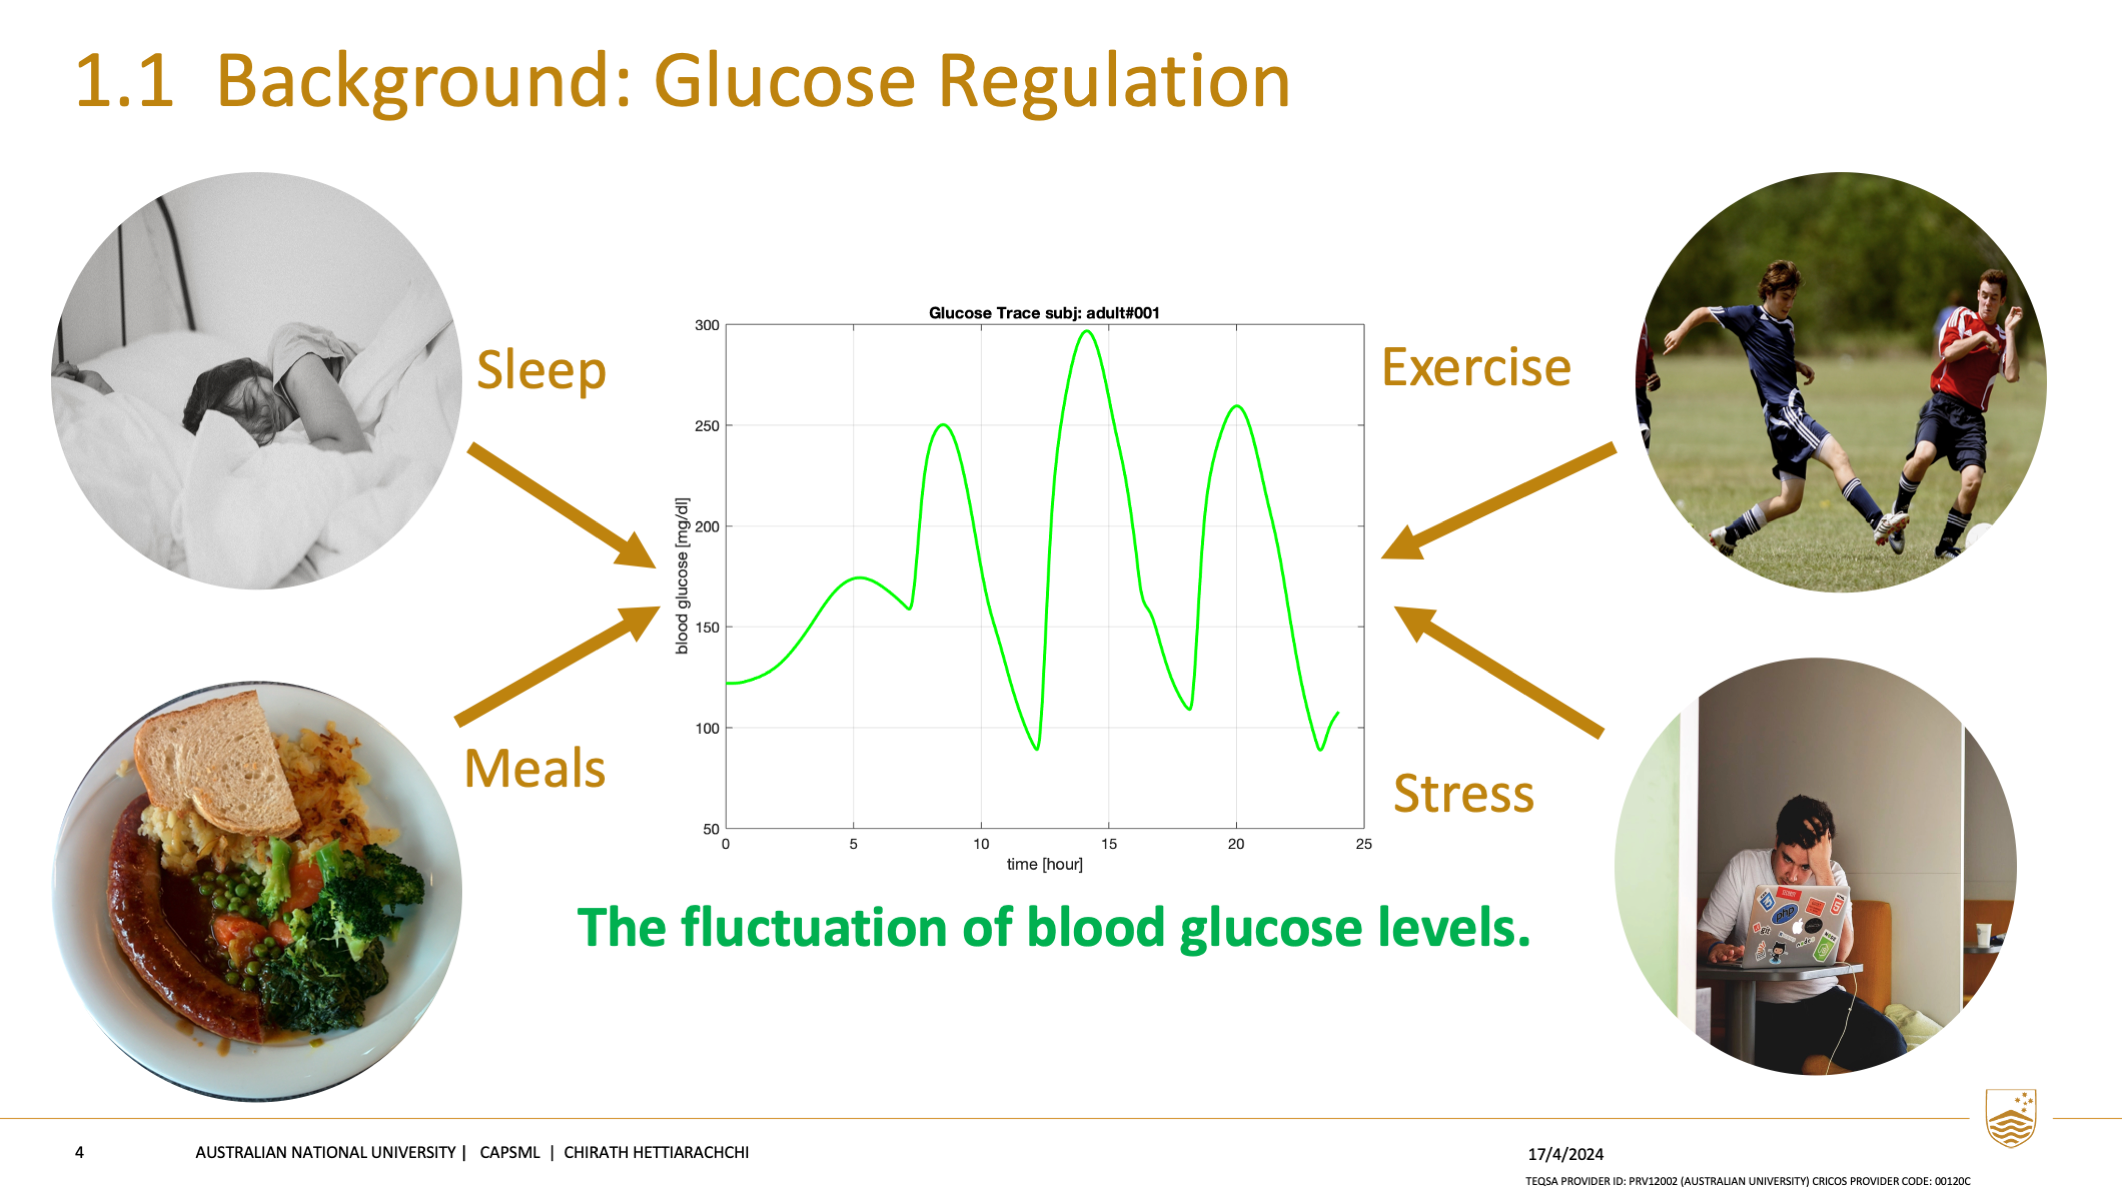 1.1 Background: Glucose Regulation
Sleep
Exercise
Meals
Stress
Glucose Trace subj: adult#001
300
250
200
150
100
50
blood glucose [mg/dl]
0 5 10 15 20 25
time [hour]
The fluctuation of blood glucose levels.
php
4 AUSTRALIAN NATIONAL UNIVERSITY | CAPSML | CHIRATH HETTIARACHCHI
17/4/2024
TEQSA PROVIDER ID: PRV12002 (AUSTRALIAN UNIVERSITY) CRICOS PROVIDER CODE: 00120C